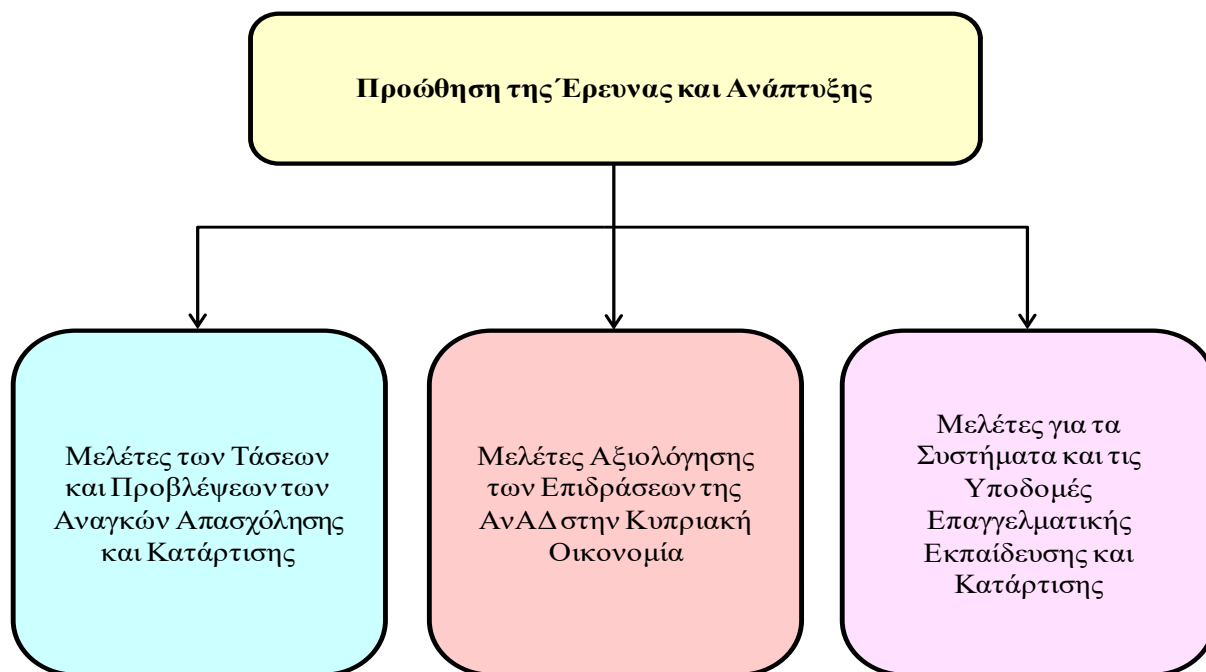 Προώθηση της Έρευνας και Ανάπτυξης
Μελέτες των Τάσεων
και Προβλέψεων των
Αναγκών Απασχόλησης
και Κατάρτισης
Μελέτες Αξιολόγησης
των Επιδράσεων της
ΑνΑΔ στην Κυπριακή
Οικονομία
Μελέτες για τα
Συστήματα και τις
Υποδομές
Επαγγελματικής
Εκπαίδευσης και
Κατάρτισης